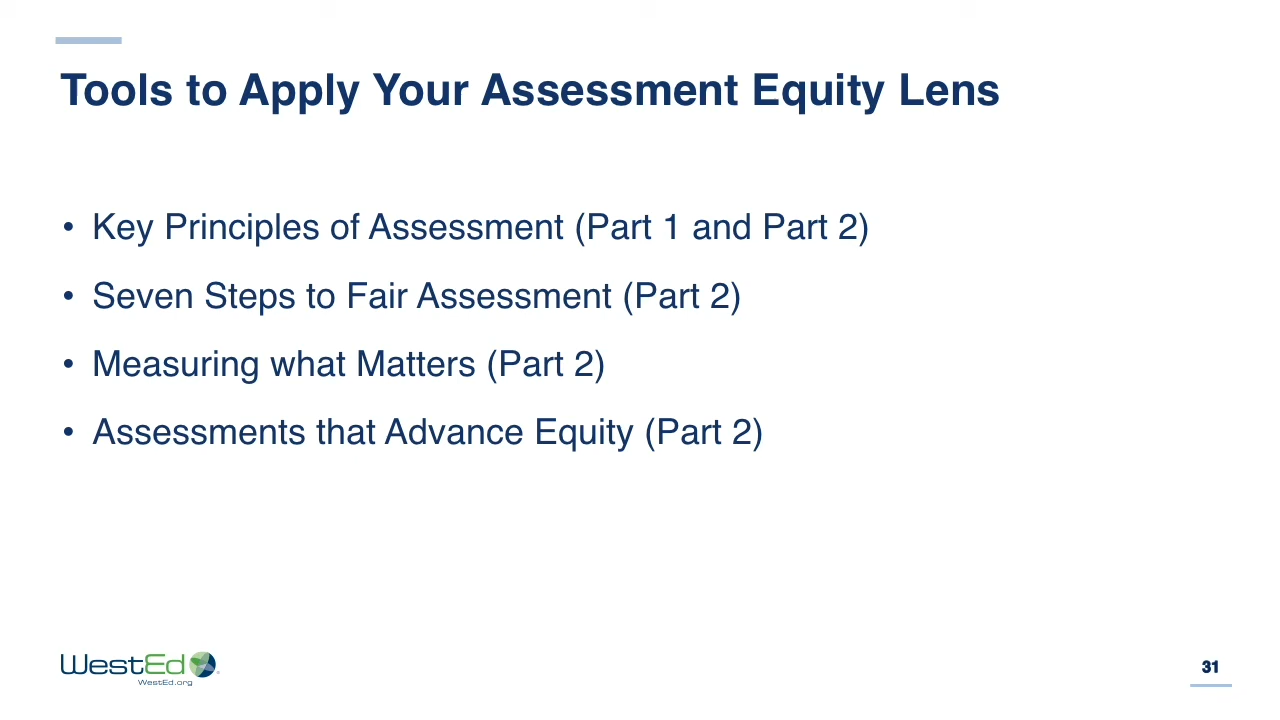 Tools to Apply Your Assessment Equity Lens
• Key Principles of Assessment (Part 1 and Part 2)
• Seven Steps to Fair Assessment (Part 2)
• Measuring what Matters (Part 2)
• Assessments that Advance Equity (Part 2)
WestEd
WestEd.org
31